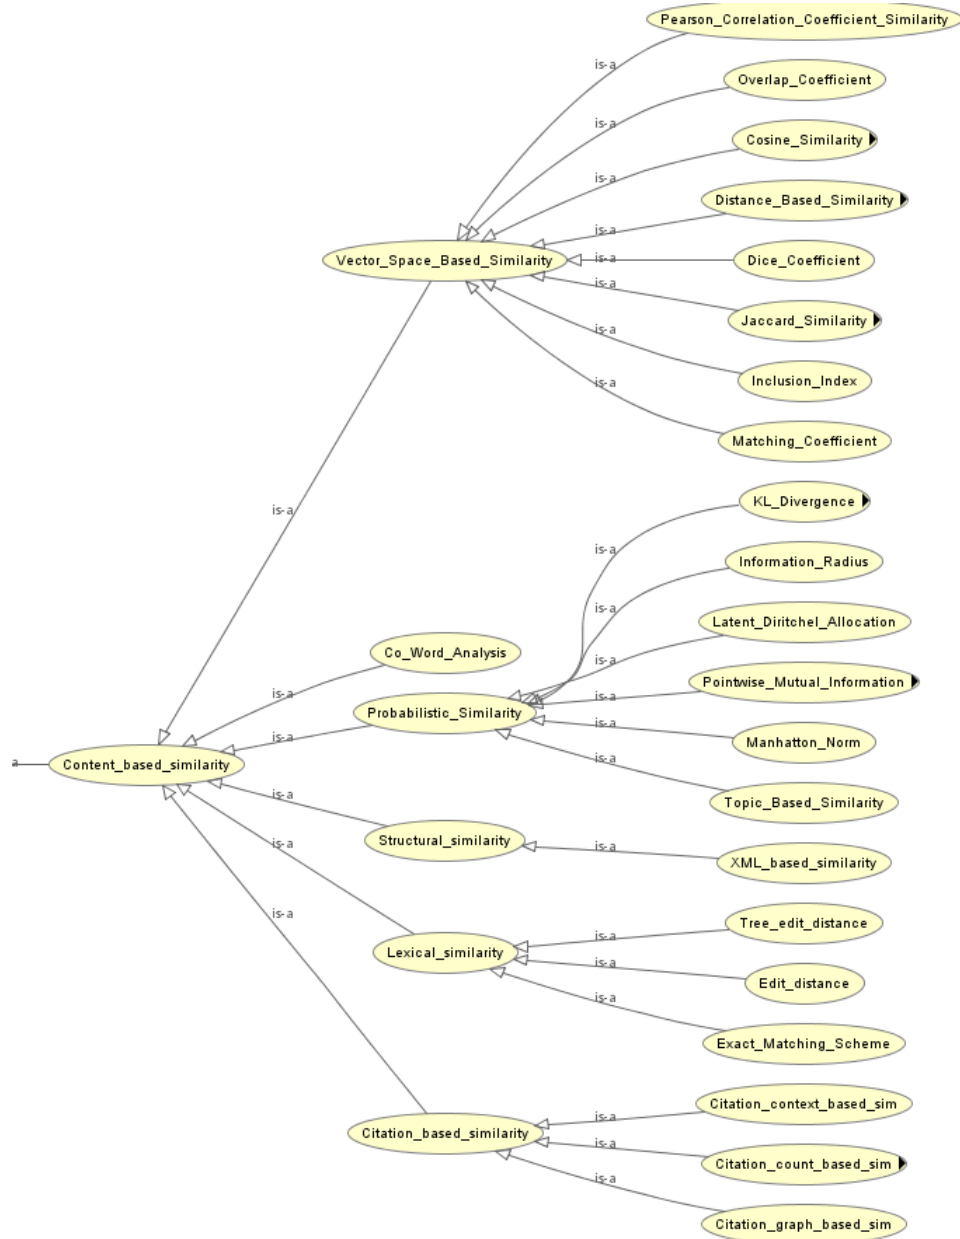 Pearson_Correlation_Coefficient_Similarity
is-a
Overlap_Coefficient
is-a
Cosine_Similarity
is-a
Distance_Based_Similarity
is-a
Vector_Space_Based_Similarity
is-a
Dice_Coefficient
is-a
Jaccard_Similarity
is-a
Inclusion_Index
is-a
Matching_Coefficient
KL_Divergence
is-a
is-a
Information_Radius
is-a
Latent_Diritchel_Allocation
Co_Word_Analysis
is-a
Pointwise_Mutual_Information
is-a
is-a
Probabilistic_Similarity
is-a
is-a
Manhatton_Norm
a
Content_based_similarity
is-a
Topic_Based_Similarity
is-a
Structural_similarity
is-a
XML_based_similarity
is-a
Tree_edit_distance
is-a
is-a
Lexical_similarity
is-a
Edit_distance
is-a
Exact_Matching_Scheme
Citation_context_based_sim
is-a
Citation_based_similarity
is-a
Citation_count_based_sim
is-a
Citation_graph_based_sim